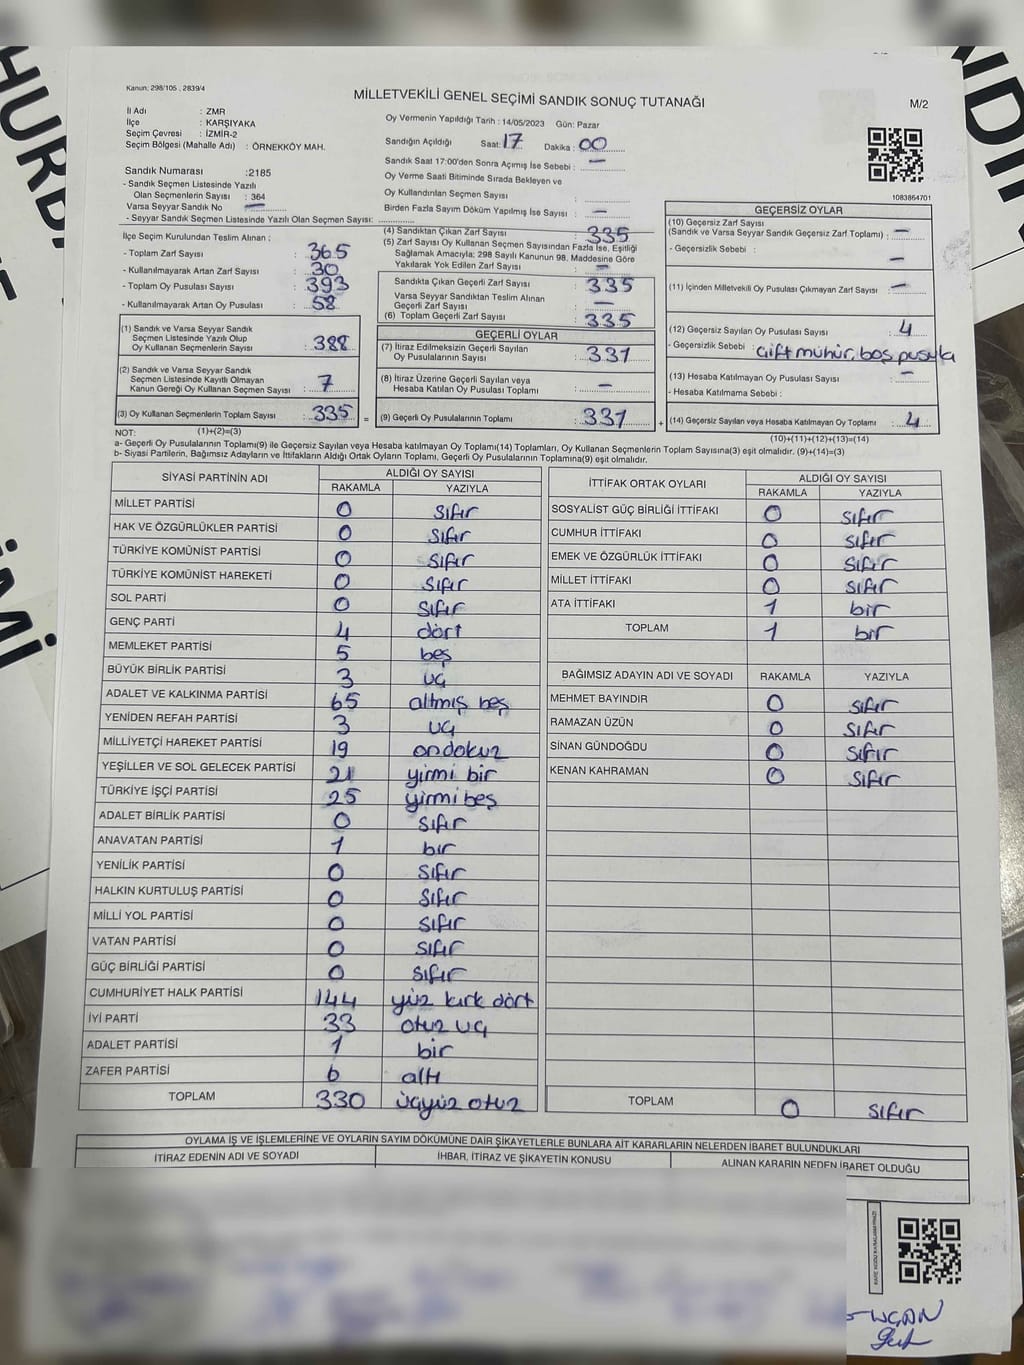 Kanun: 298/105 , 2839/4
MİLLETVEKİLİ GENEL SEÇİMİ SANDIK SONUÇ TUTANAĞI
M/2
İl Adı : ZMR
İlçe : KARŞIYAKA
Seçim Çevresi : İZMİR-2
Seçim Bölgesi (Mahalle Adı) : ÖRNEKKÖY MAH.
Sandık Numarası :2185
- Sandık Seçmen Listesinde Yazılı
Olan Seçmenlerin Sayısı : 364
Varsa Seyyar Sandık No —
- Seyyar Sandık Seçmen Listesinde Yazılı Olan Seçmen Sayısı:
Oy Vermenin Yapıldığı Tarih : 14/05/2023 Gün: Pazar
Sandığın Açıldığı Saat: 17 Dakika : 00
Sandık Saat 17:00'den Sonra Açımış İse Sebebi : —
Oy Verme Saati Bitiminde Sırada Bekleyen ve
Oy Kullandırılan Seçmen Sayısı
Birden Fazla Sayım Döküm Yapılmış İse Sayısı : —
1083864701
İlçe Seçim Kurulundan Teslim Alınan :
- Toplam Zarf Sayısı : 365
- Kullanılmayarak Artan Zarf Sayısı : 30
- Toplam Oy Pusulası Sayısı : 393
- Kullanılmayarak Artan Oy Pusulası : 58
(4) Sandıktan Çıkan Zarf Sayısı : 335
(5) Zarf Sayısı Oy Kullanan Seçmen Sayısından Fazla İse, Eşitliği
Sağlamak Amacıyla; 298 Sayılı Kanunun 98. Maddesine Göre
Yakılarak Yok Edilen Zarf Sayısı : —
Sandıkta Çıkan Geçerli Zarf Sayısı : 335
Varsa Seyyar Sandıktan Teslim Alınan
Geçerli Zarf Sayısı : —
(6) Toplam Geçerli Zarf Sayısı : 335
GEÇERSİZ OYLAR
(10) Geçersiz Zarf Sayısı
(Sandık ve Varsa Seyyar Sandık Geçersiz Zarf Toplamı) : —
- Geçersizlik Sebebi : —
(11) İçinden Milletvekili Oy Pusulası Çıkmayan Zarf Sayısı : —
(12) Geçersiz Sayılan Oy Pusulası Sayısı : 4
- Geçersizlik Sebebi : Çift mühür, boş pusula
(13) Hesaba Katılmayan Oy Pusulası Sayısı : —
- Hesaba Katılmama Sebebi :
(14) Geçersiz Sayılan veya Hesaba Katılmayan Oy Toplamı : 4
(10)+(11)+(12)+(13)=(14)
(1) Sandık ve Varsa Seyyar Sandık
Seçmen Listesinde Yazılı Olup
Oy Kullanan Seçmenlerin Sayısı : 388
(2) Sandık ve Varsa Seyyar Sandık
Seçmen Listesinde Kayıtlı Olmayan
Kanun Gereği Oy Kullanan Seçmen Sayısı : 7
(3) Oy Kullanan Seçmenlerin Toplam Sayısı : 335 =
(1)+(2)=(3)
GEÇERLİ OYLAR
(7) İtiraz Edilmeksizin Geçerli Sayılan
Oy Pusulalarının Sayısı : 331
(8) İtiraz Üzerine Geçerli Sayılan veya
Hesaba Katılan Oy Pusulası Toplamı : —
(9) Geçerli Oy Pusulalarının Toplamı : 331 +
NOT:
a- Geçerli Oy Pusulalarının Toplamı(9) ile Geçersiz Sayılan veya Hesaba katılmayan Oy Toplamı(14) Toplamları, Oy Kullanan Seçmenlerin Toplam Sayısına(3) eşit olmalıdır. (9)+(14)=(3)
b- Siyasi Partilerin, Bağımsız Adayların ve İttifakların Aldığı Ortak Oyların Toplamı, Geçerli Oy Pusulalarının Toplamına(9) eşit olmalıdır.
SİYASİ PARTİNİN ADI ALDIĞI OY SAYISI
RAKAMLA YAZIYLA
MİLLET PARTİSİ 0 sıfır
HAK VE ÖZGÜRLÜKLER PARTİSİ 0 sıfır
TÜRKİYE KOMÜNİST PARTİSİ 0 sıfır
TÜRKİYE KOMÜNİST HAREKETİ 0 sıfır
SOL PARTİ 0 sıfır
GENÇ PARTİ 4 dört
MEMLEKET PARTİSİ 5 beş
BÜYÜK BİRLİK PARTİSİ 3 üç
ADALET VE KALKINMA PARTİSİ 65 altmış beş
YENİDEN REFAH PARTİSİ 3 üç
MİLLİYETÇİ HAREKET PARTİSİ 19 ondokuz
YEŞİLLER VE SOL GELECEK PARTİSİ 21 yirmi bir
TÜRKİYE İŞÇİ PARTİSİ 25 yirmi beş
ADALET BİRLİK PARTİSİ 0 sıfır
ANAVATAN PARTİSİ 1 bir
YENİLİK PARTİSİ 0 sıfır
HALKIN KURTULUŞ PARTİSİ 0 sıfır
MİLLİ YOL PARTİSİ 0 sıfır
VATAN PARTİSİ 0 sıfır
GÜÇ BİRLİĞİ PARTİSİ 0 sıfır
CUMHURİYET HALK PARTİSİ 144 yüz kırk dört
İYİ PARTİ 33 otuz üç
ADALET PARTİSİ 1 bir
ZAFER PARTİSİ 6 altı
TOPLAM 330 üçyüz otuz
İTTİFAK ORTAK OYLARI ALDIĞI OY SAYISI
RAKAMLA YAZIYLA
SOSYALİST GÜÇ BİRLİĞİ İTTİFAKI 0 sıfır
CUMHUR İTTİFAKI 0 sıfır
EMEK VE ÖZGÜRLÜK İTTİFAKI 0 sıfır
MİLLET İTTİFAKI 0 sıfır
ATA İTTİFAKI 1 bir
TOPLAM 1 bir
BAĞIMSIZ ADAYIN ADI VE SOYADI RAKAMLA YAZIYLA
MEHMET BAYINDIR 0 sıfır
RAMAZAN ÜZÜN 0 sıfır
SİNAN GÜNDOĞDU 0 sıfır
KENAN KAHRAMAN 0 sıfır
TOPLAM 0 sıfır
OYLAMA İŞ VE İŞLEMLERİNE VE OYLARIN SAYIM DÖKÜMÜNE DAİR ŞİKAYETLERLE BUNLARA AİT KARARLARIN NELERDEN İBARET BULUNDUKLARI
İTİRAZ EDENİN ADI VE SOYADI İHBAR, İTİRAZ VE ŞİKAYETİN KONUSU ALINAN KARARIN NEDEN İBARET OLDUĞU